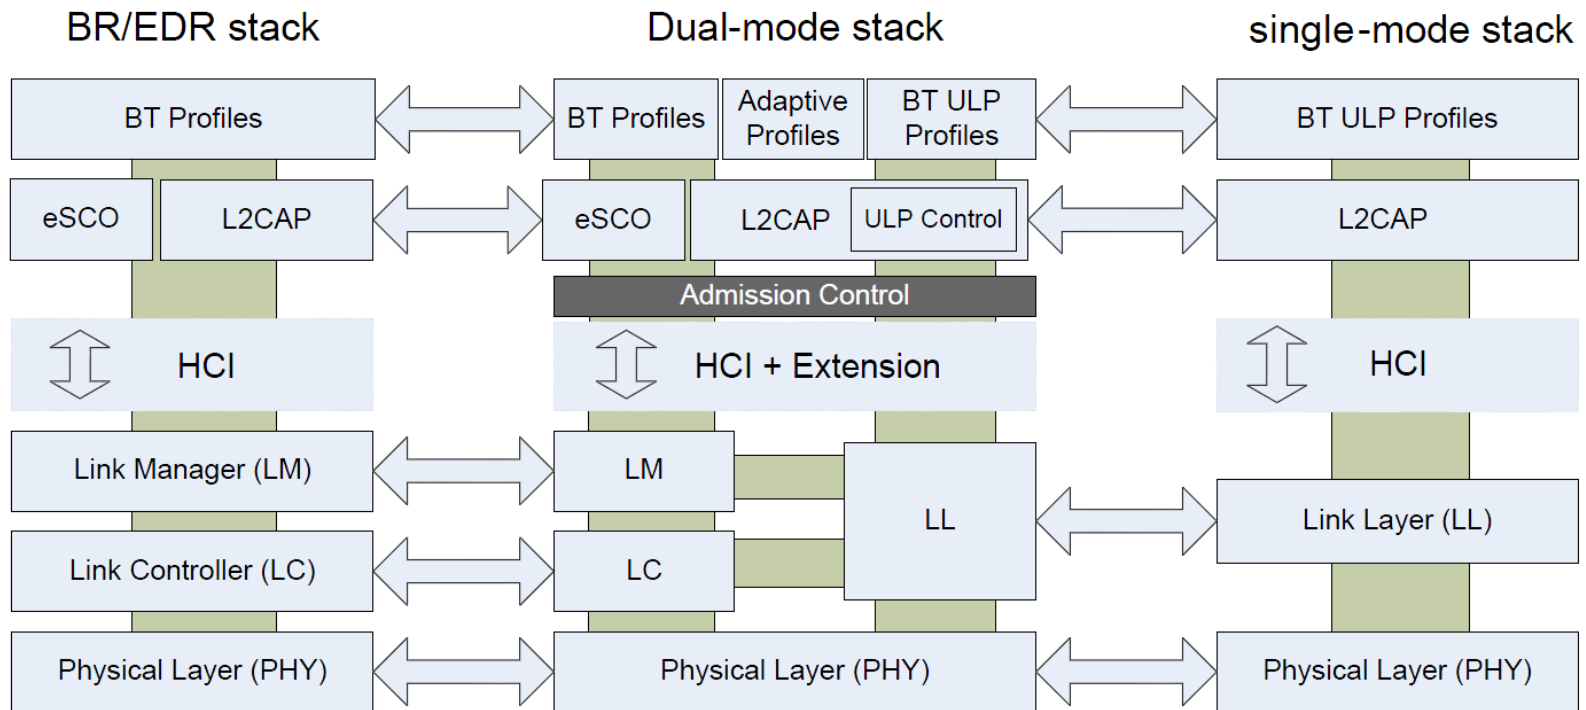 BR/EDR stack
Dual-mode stack
single-mode stack
BT Profiles
BT Profiles
Adaptive
Profiles
BT ULP
Profiles
BT ULP Profiles
eSCO
L2CAP
eSCO
L2CAP
ULP Control
L2CAP
Admission Control
HCI
HCI + Extension
HCI
Link Manager (LM)
LM
LL
Link Layer (LL)
Link Controller (LC)
LC
Physical Layer (PHY)
Physical Layer (PHY)
Physical Layer (PHY)